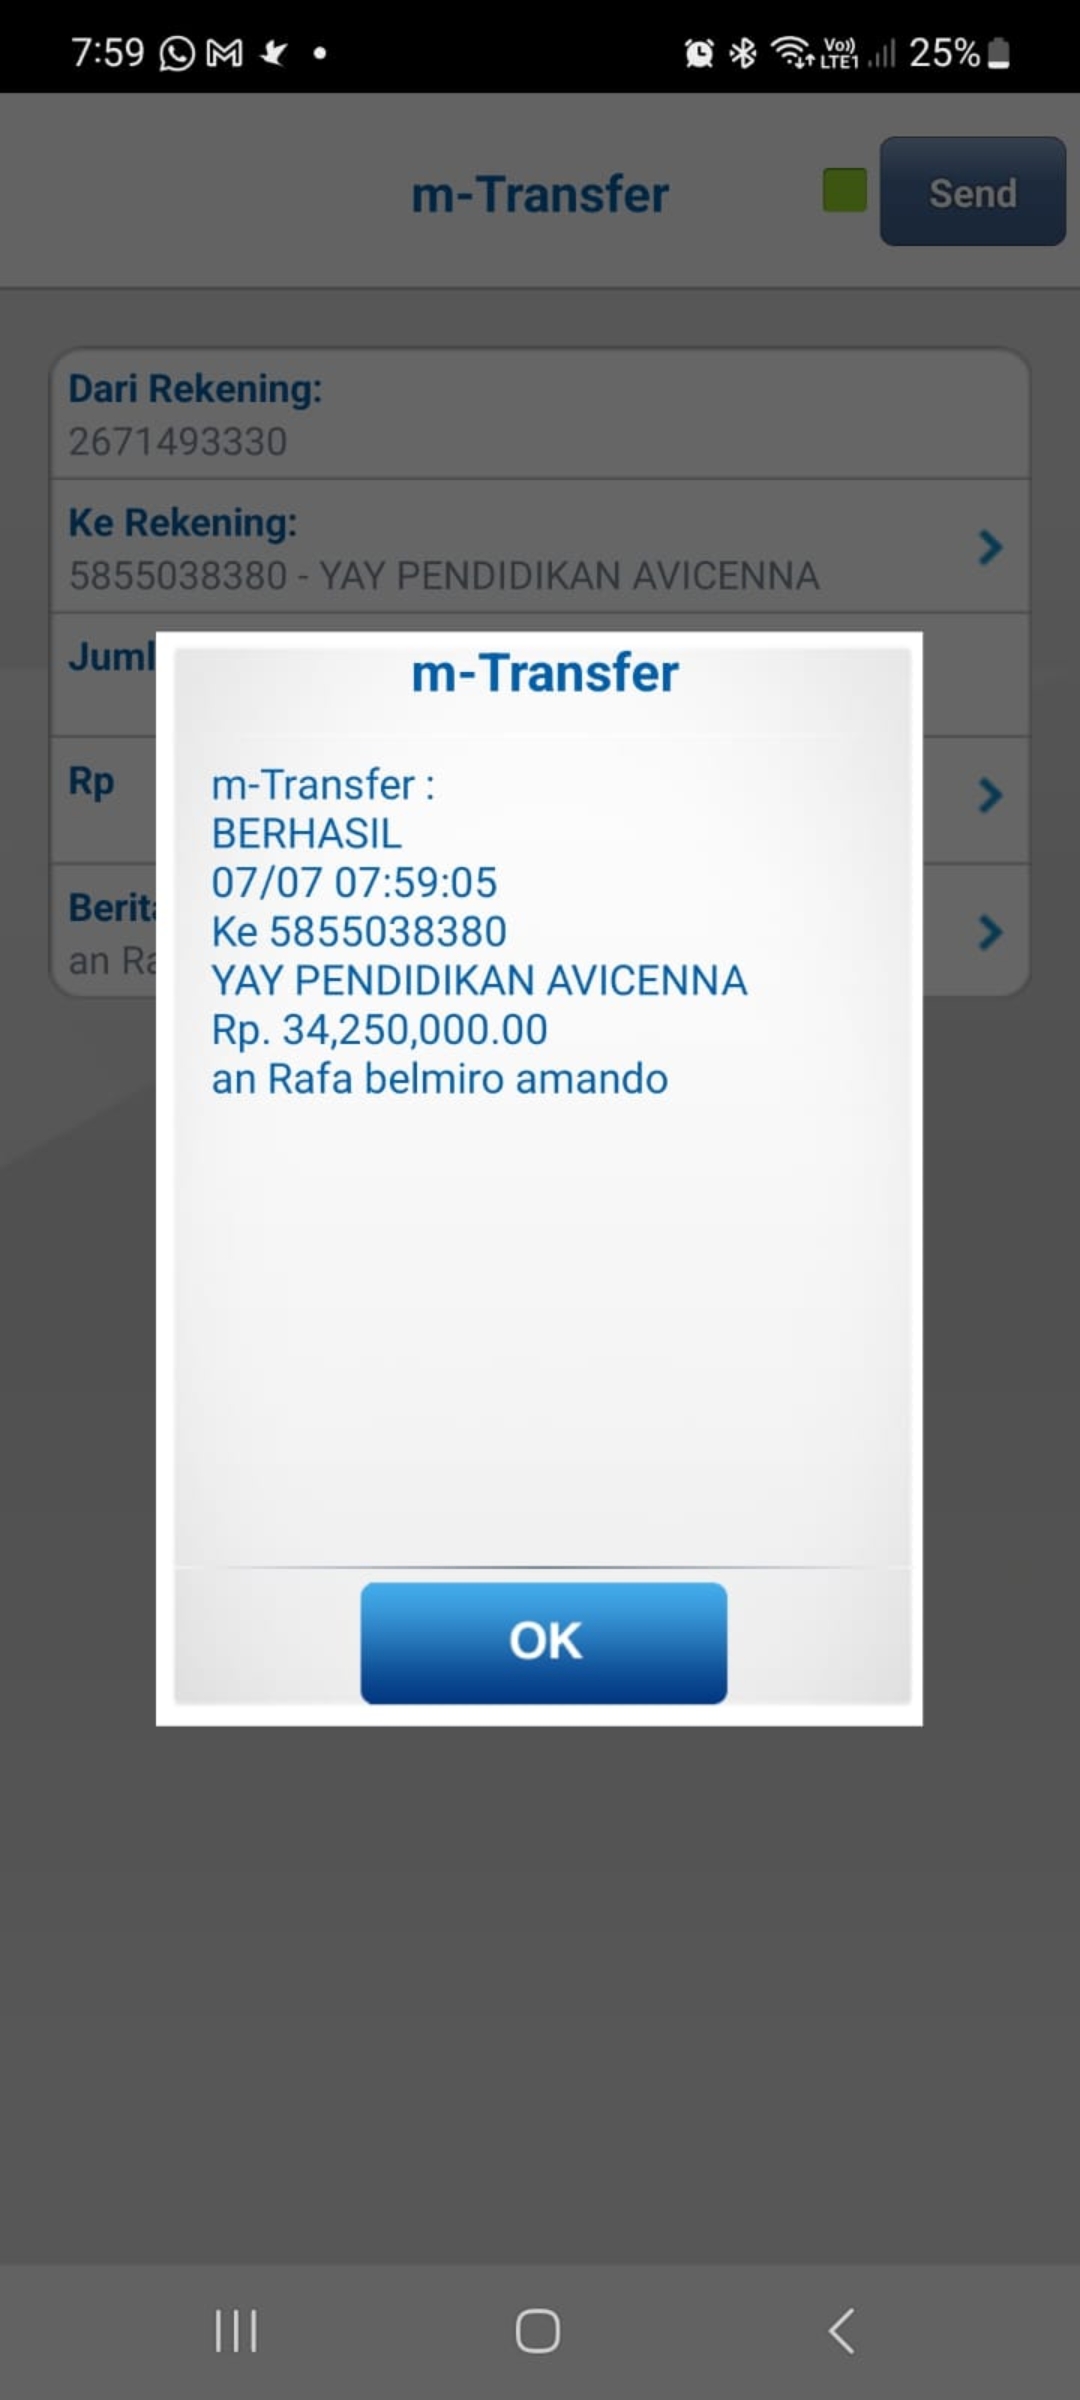 7:59
Vo)) LTE1 25%
m-Transfer
Send
Dari Rekening:
2671493330
Ke Rekening:
5855038380 - YAY PENDIDIKAN AVICENNA
Juml
Rp
Berita
an Ra
m-Transfer
m-Transfer :
BERHASIL
07/07 07:59:05
Ke 5855038380
YAY PENDIDIKAN AVICENNA
Rp. 34,250,000.00
an Rafa belmiro amando
OK